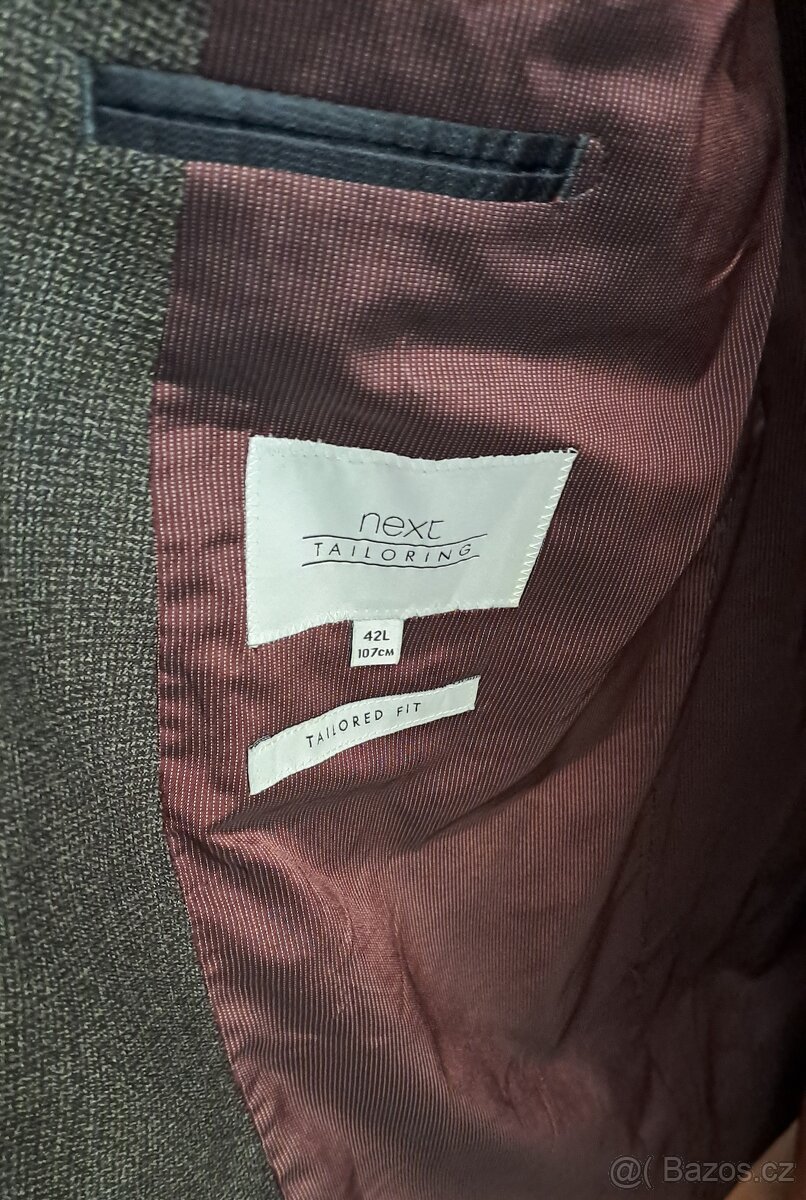 next
TAILORING
42L
107CM
TAILORED FIT
@( Bazos.cz